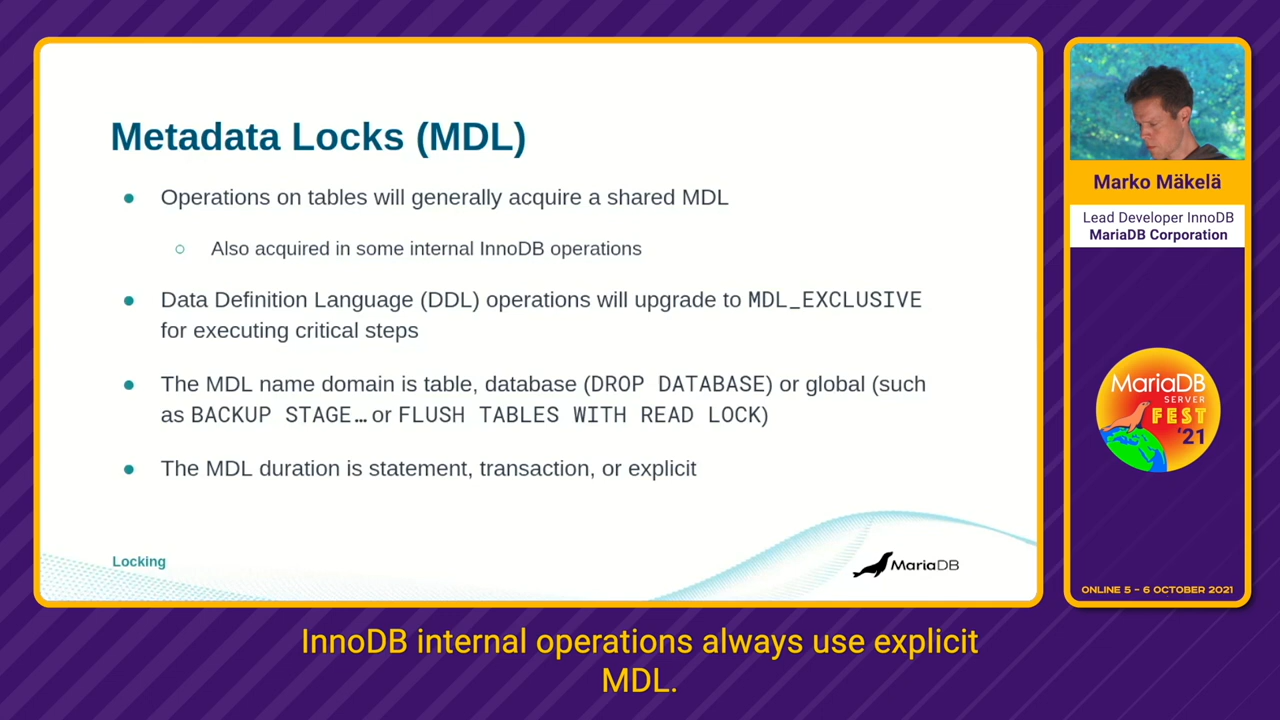 Metadata Locks (MDL)
● Operations on tables will generally acquire a shared MDL
○ Also acquired in some internal InnoDB operations
● Data Definition Language (DDL) operations will upgrade to MDL_EXCLUSIVE
for executing critical steps
● The MDL name domain is table, database (DROP DATABASE) or global (such
as BACKUP STAGE… or FLUSH TABLES WITH READ LOCK)
● The MDL duration is statement, transaction, or explicit
Locking
MariaDB
Marko Mäkelä
Lead Developer InnoDB
MariaDB Corporation
MariaDB
SERVER
FEST
'21
ONLINE 5 – 6 OCTOBER 2021
InnoDB internal operations always use explicit
MDL.